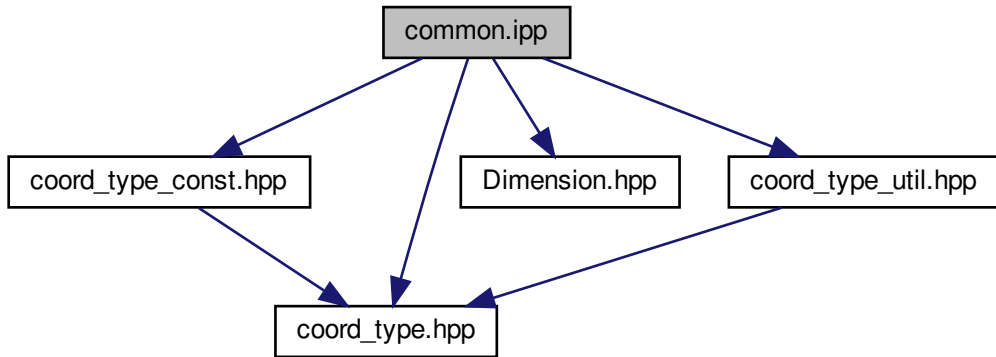 common.ipp
coord_type_const.hpp
Dimension.hpp
coord_type_util.hpp
coord_type.hpp